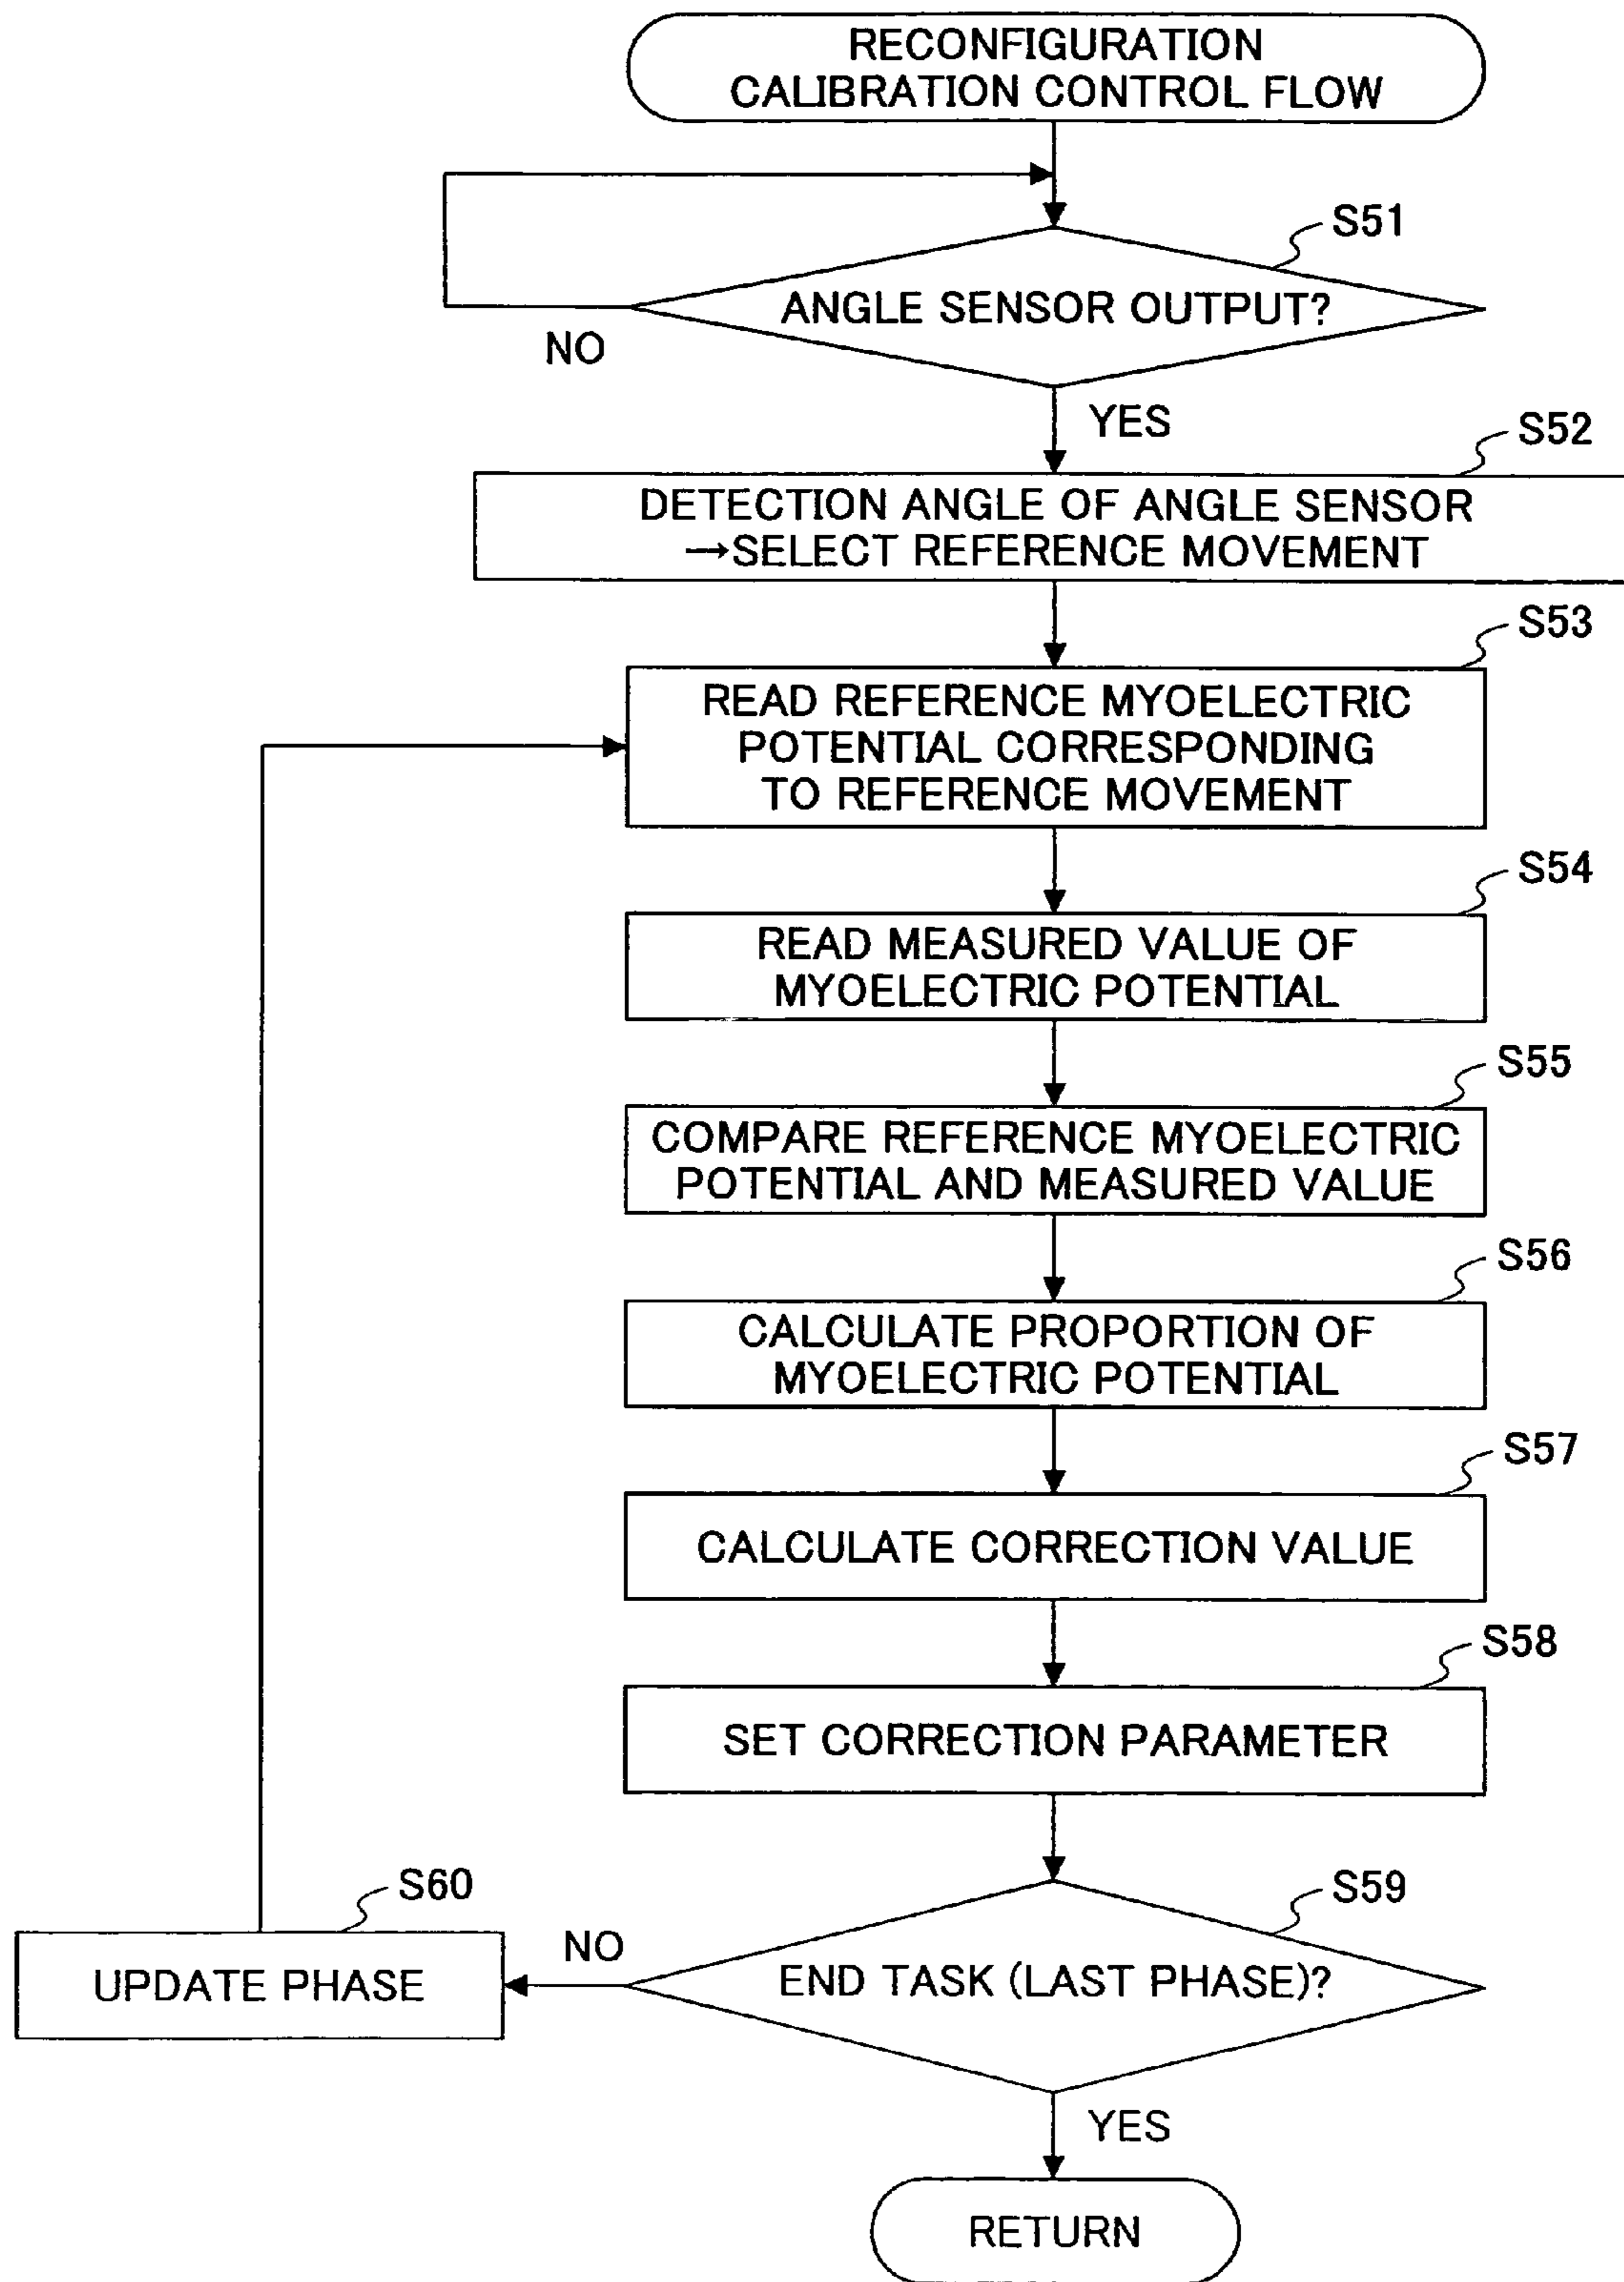 RECONFIGURATION
CALIBRATION CONTROL FLOW
S51
ANGLE SENSOR OUTPUT?
NO
YES
S52
DETECTION ANGLE OF ANGLE SENSOR
→SELECT REFERENCE MOVEMENT
S53
READ REFERENCE MYOELECTRIC
POTENTIAL CORRESPONDING
TO REFERENCE MOVEMENT
S54
READ MEASURED VALUE OF
MYOELECTRIC POTENTIAL
S55
COMPARE REFERENCE MYOELECTRIC
POTENTIAL AND MEASURED VALUE
S56
CALCULATE PROPORTION OF
MYOELECTRIC POTENTIAL
S57
CALCULATE CORRECTION VALUE
S58
SET CORRECTION PARAMETER
S60
S59
NO
UPDATE PHASE
END TASK (LAST PHASE)?
YES
RETURN